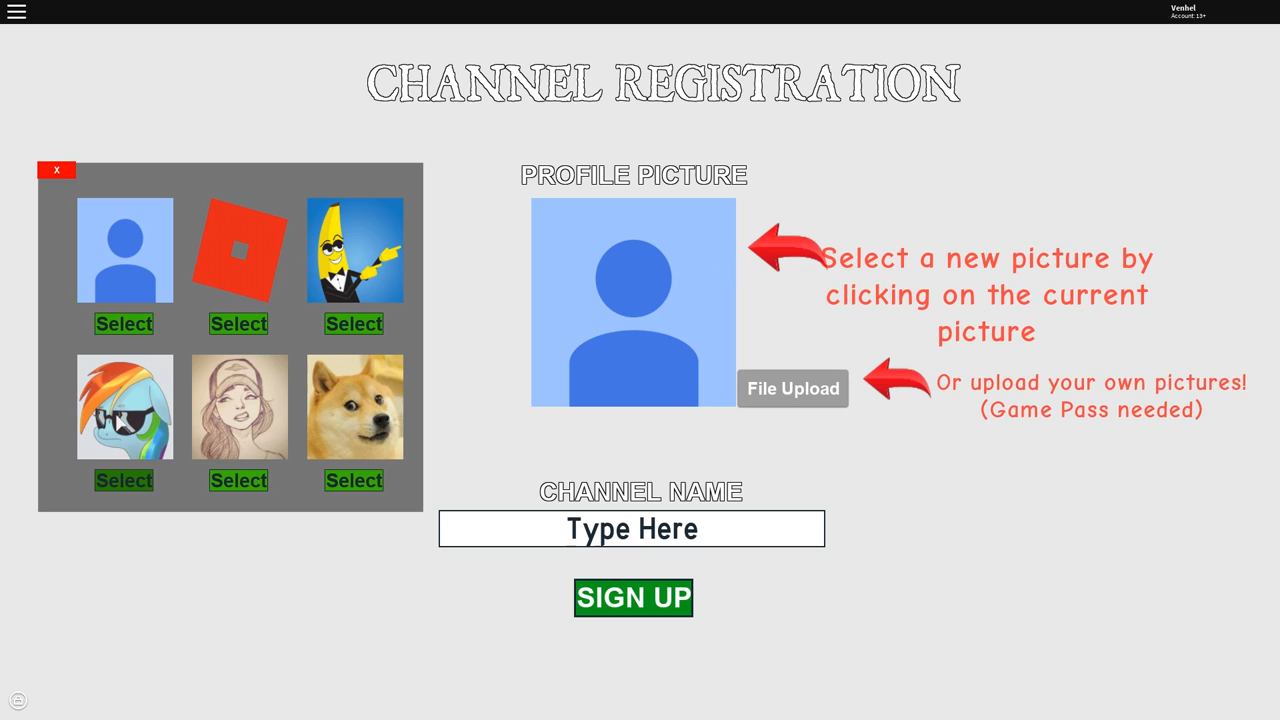 Venhel
Account: 13+
CHANNEL REGISTRATION
X
Select
Select
Select
Select
Select
Select
PROFILE PICTURE
Select a new picture by
clicking on the current
picture
File Upload
Or upload your own pictures!
(Game Pass needed)
CHANNEL NAME
Type Here
SIGN UP